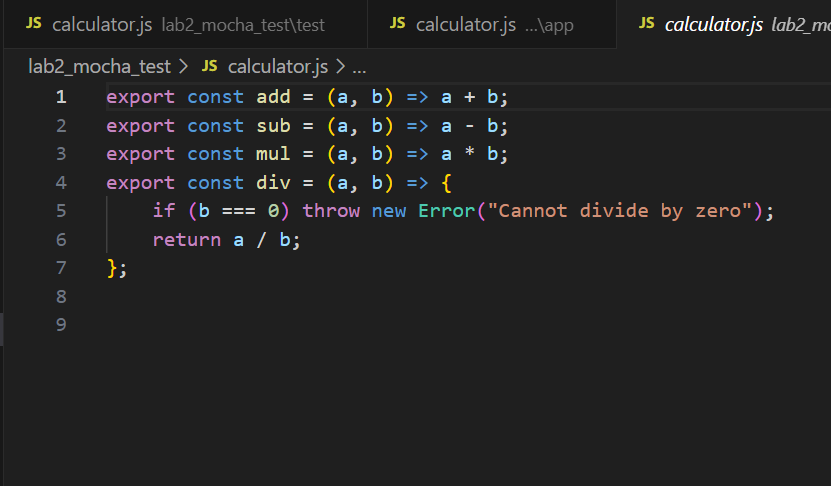 JS calculator.js lab2_mocha_test\test JS calculator.js ...\app JS calculator.js
lab2_mocha_test > JS calculator.js > ...
1 export const add = (a, b) => a + b;
2 export const sub = (a, b) => a - b;
3 export const mul = (a, b) => a * b;
4 export const div = (a, b) => {
5     if (b === 0) throw new Error("Cannot divide by zero");
6     return a / b;
7 };
8
9